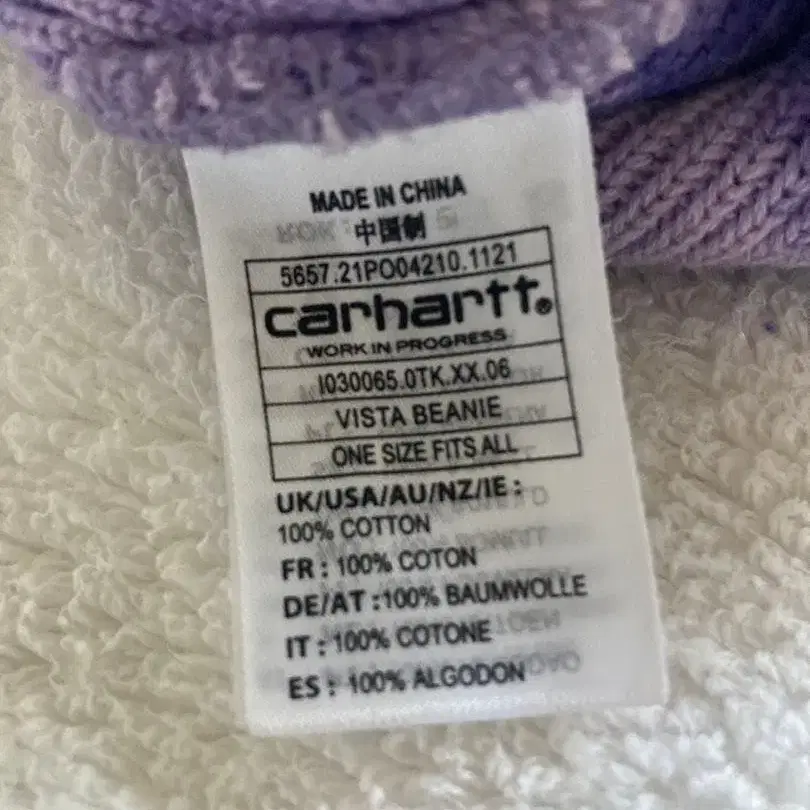 MADE IN CHINA
中国制
5657.21PO04210.1121
carhartt®
WORK IN PROGRESS
I030065.0TK.XX.06
VISTA BEANIE
ONE SIZE FITS ALL
UK/USA/AU/NZ/IE :
100% COTTON
FR : 100% COTON
DE/AT :100% BAUMWOLLE
IT : 100% COTONE
ES : 100% ALGODON